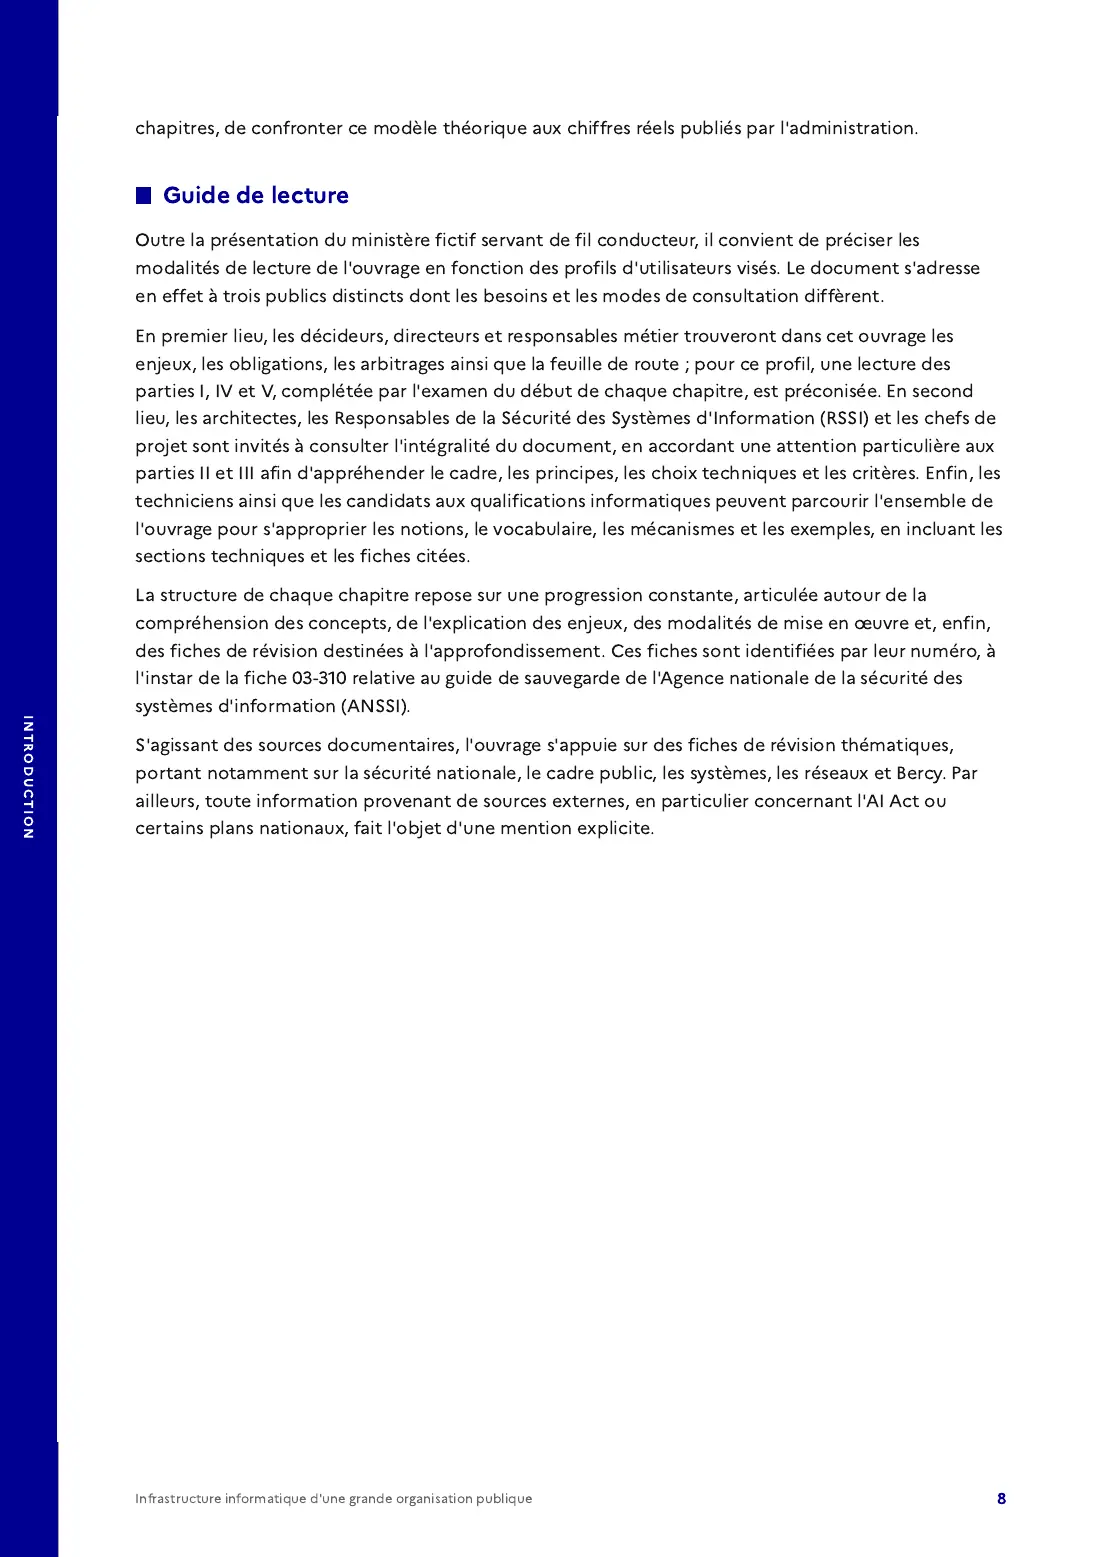 chapitres, de confronter ce modèle théorique aux chiffres réels publiés par l'administration.
Guide de lecture
Outre la présentation du ministère fictif servant de fil conducteur, il convient de préciser les
modalités de lecture de l'ouvrage en fonction des profils d'utilisateurs visés. Le document s'adresse
en effet à trois publics distincts dont les besoins et les modes de consultation diffèrent.
En premier lieu, les décideurs, directeurs et responsables métier trouveront dans cet ouvrage les
enjeux, les obligations, les arbitrages ainsi que la feuille de route ; pour ce profil, une lecture des
parties I, IV et V, complétée par l'examen du début de chaque chapitre, est préconisée. En second
lieu, les architectes, les Responsables de la Sécurité des Systèmes d'Information (RSSI) et les chefs de
projet sont invités à consulter l'intégralité du document, en accordant une attention particulière aux
parties II et III afin d'appréhender le cadre, les principes, les choix techniques et les critères. Enfin, les
techniciens ainsi que les candidats aux qualifications informatiques peuvent parcourir l'ensemble de
l'ouvrage pour s'approprier les notions, le vocabulaire, les mécanismes et les exemples, en incluant les
sections techniques et les fiches citées.
La structure de chaque chapitre repose sur une progression constante, articulée autour de la
compréhension des concepts, de l'explication des enjeux, des modalités de mise en œuvre et, enfin,
des fiches de révision destinées à l'approfondissement. Ces fiches sont identifiées par leur numéro, à
l'instar de la fiche 03-310 relative au guide de sauvegarde de l'Agence nationale de la sécurité des
systèmes d'information (ANSSI).
S'agissant des sources documentaires, l'ouvrage s'appuie sur des fiches de révision thématiques,
portant notamment sur la sécurité nationale, le cadre public, les systèmes, les réseaux et Bercy. Par
ailleurs, toute information provenant de sources externes, en particulier concernant l'AI Act ou
certains plans nationaux, fait l'objet d'une mention explicite.
INTRODUCTION
Infrastructure informatique d'une grande organisation publique
8